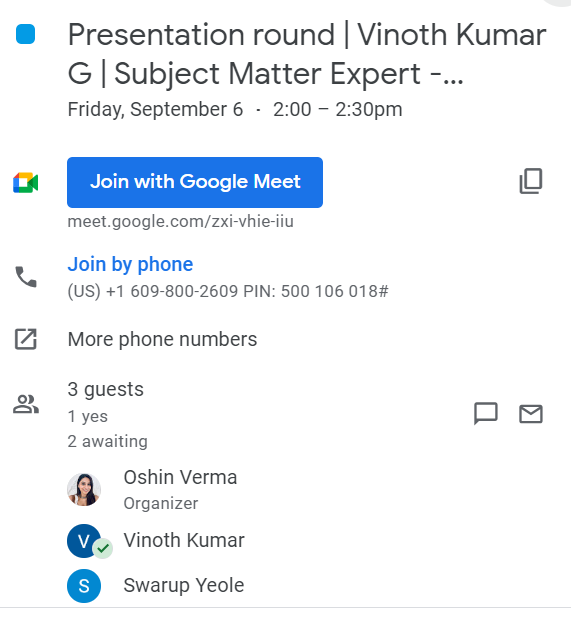 Presentation round | Vinoth Kumar
G | Subject Matter Expert -...
Friday, September 6 · 2:00 – 2:30pm
Join with Google Meet
meet.google.com/zxi-vhie-iiu
Join by phone
(US) +1 609-800-2609 PIN: 500 106 018#
More phone numbers
3 guests
1 yes
2 awaiting
Oshin Verma
Organizer
V
Vinoth Kumar
S
Swarup Yeole